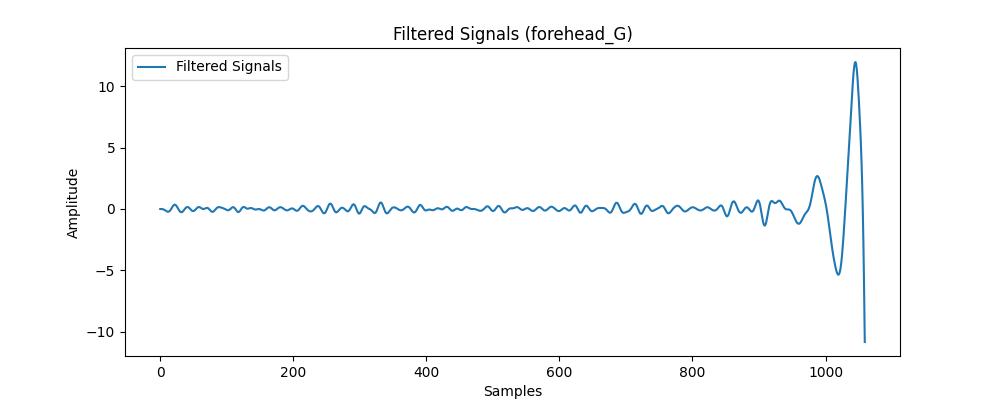 Filtered Signals (forehead_G)
Filtered Signals
Amplitude
10
5
0
−5
−10
0 200 400 600 800 1000
Samples